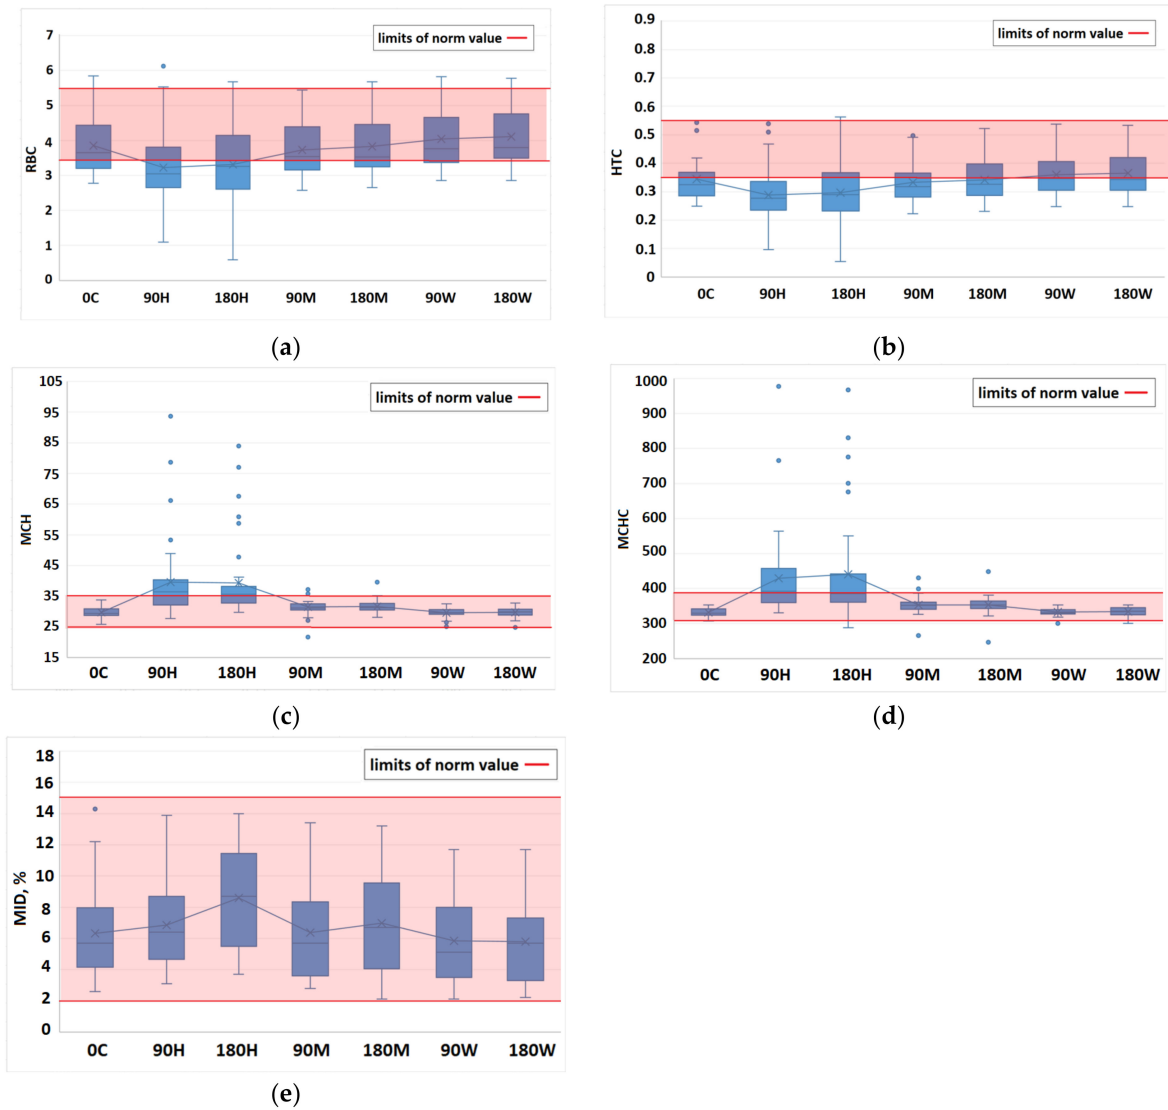 limits of norm value
RBC
7
6
5
4
3
2
1
0
0C 90H 180H 90M 180M 90W 180W
(a)
limits of norm value
HTC
0.9
0.8
0.7
0.6
0.5
0.4
0.3
0.2
0.1
0
0C 90H 180H 90M 180M 90W 180W
(b)
limits of norm value
MCH
105
95
85
75
65
55
45
35
25
15
0C 90H 180H 90M 180M 90W 180W
(c)
limits of norm value
MCHC
1000
900
800
700
600
500
400
300
200
0C 90H 180H 90M 180M 90W 180W
(d)
limits of norm value
MID, %
18
16
14
12
10
8
6
4
2
0
0C 90H 180H 90M 180M 90W 180W
(e)